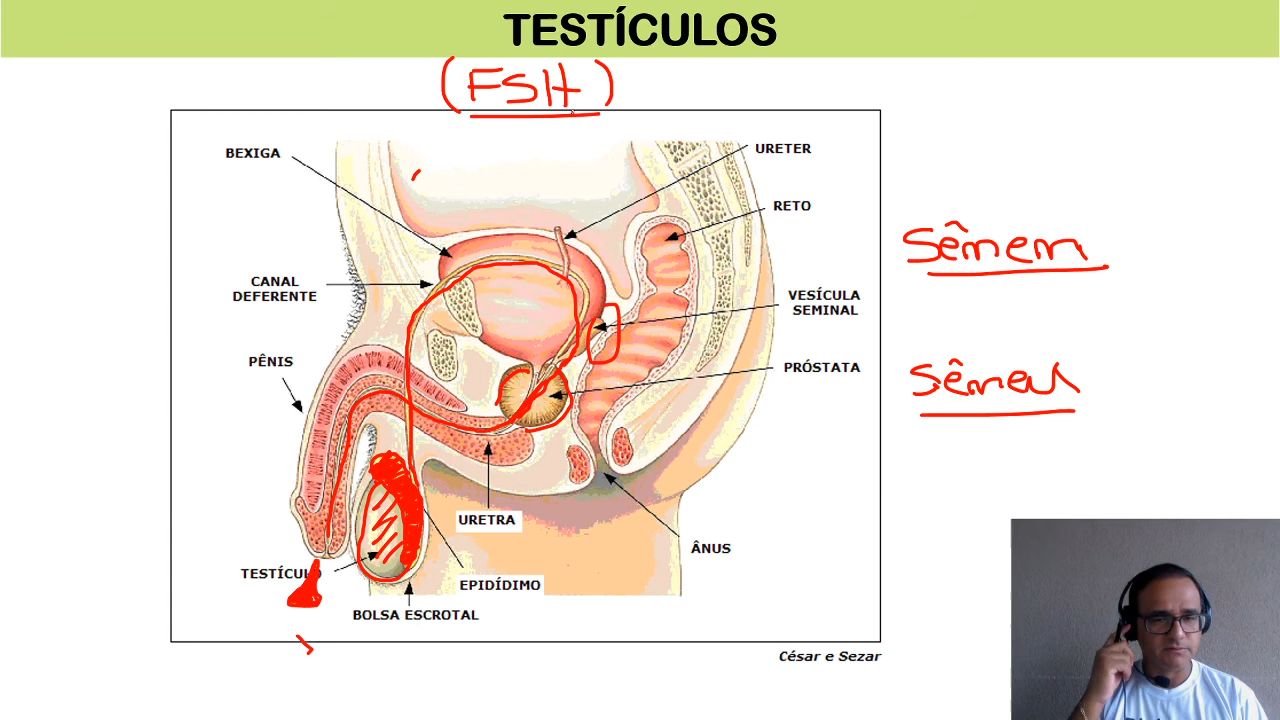 TESTÍCULOS
(FSH)
BEXIGA
URETER
RETO
Sêmem
CANAL
DEFERENTE
VESÍCULA
SEMINAL
PÊNIS
PRÓSTATA
Sêmen
URETRA
ÂNUS
TESTÍCULO
EPIDÍDIMO
BOLSA ESCROTAL
César e Sezar